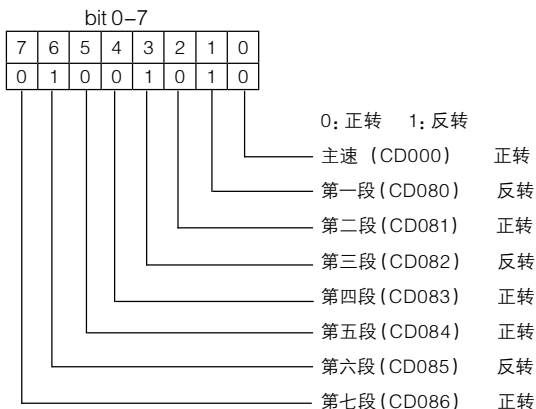 bit 0–7
7 6 5 4 3 2 1 0
0 1 0 0 1 0 1 0
0: 正转 1: 反转
主速 (CD000) 正转
第一段(CD080) 反转
第二段(CD081) 正转
第三段(CD082) 反转
第四段(CD083) 正转
第五段(CD084) 正转
第六段(CD085) 反转
第七段(CD086) 正转